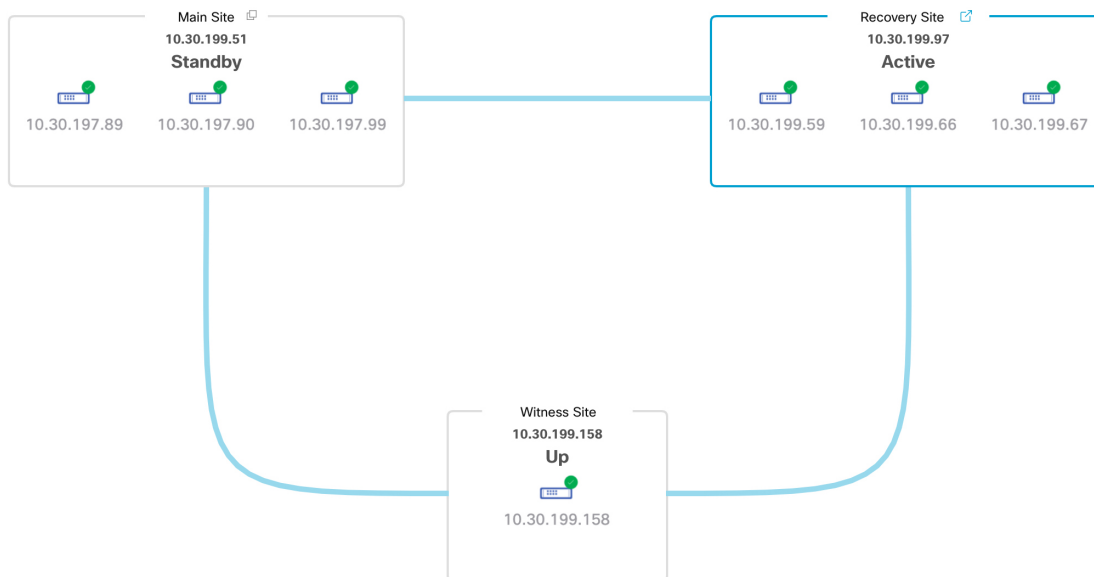 Main Site
10.30.199.51
Standby
10.30.197.89
10.30.197.90
10.30.197.99
Recovery Site
10.30.199.97
Active
10.30.199.59
10.30.199.66
10.30.199.67
Witness Site
10.30.199.158
Up
10.30.199.158